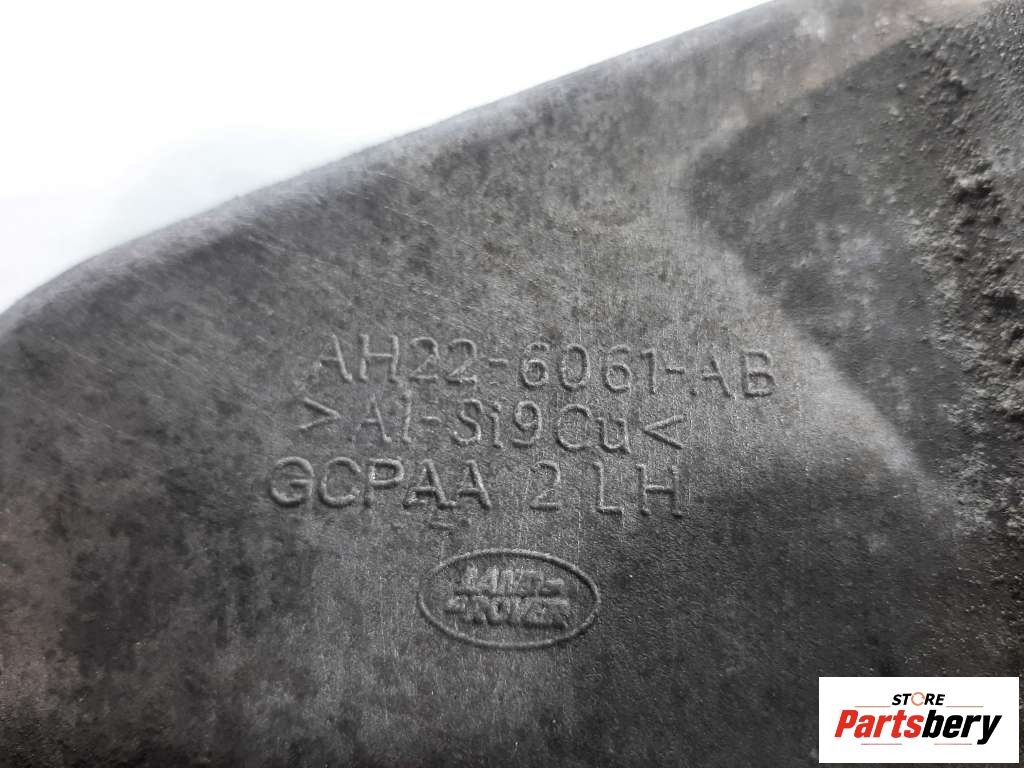 AH22-6061-AB
>Al-Si9Cu<
GCPAA 2 LH
LAND-
ROVER
STORE
Partsbery